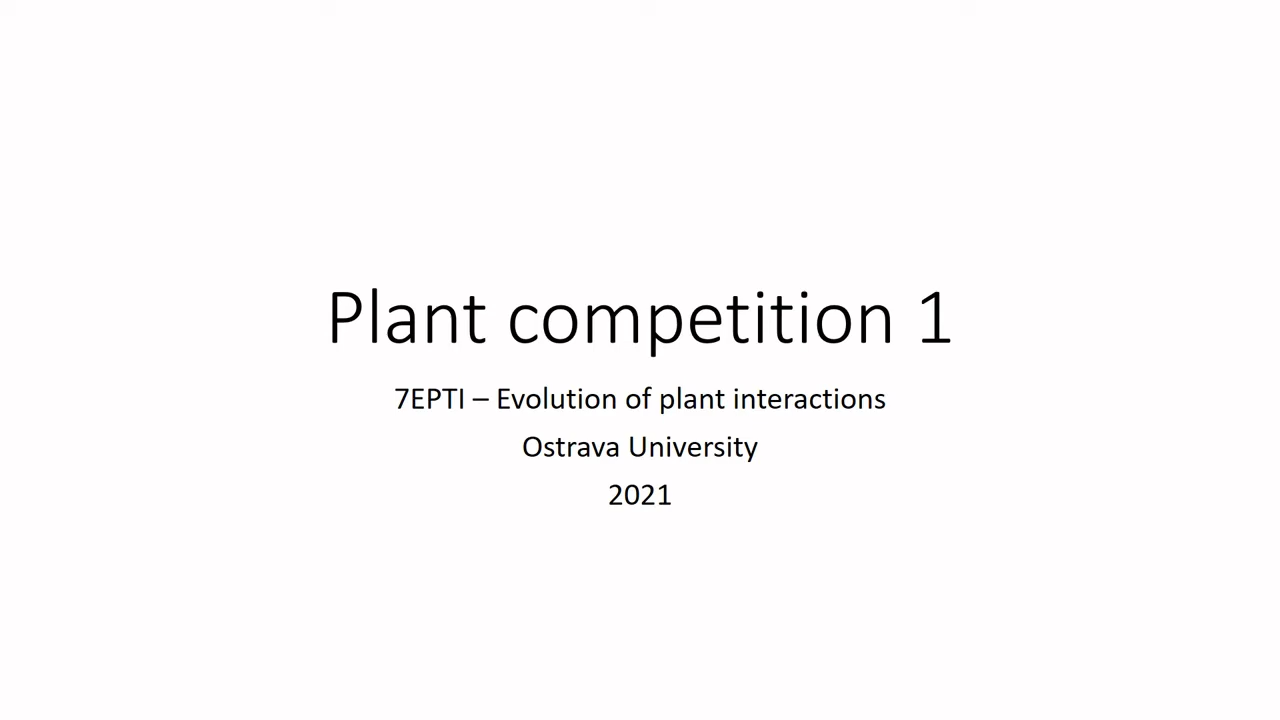 Plant competition 1
7EPTI – Evolution of plant interactions
Ostrava University
2021